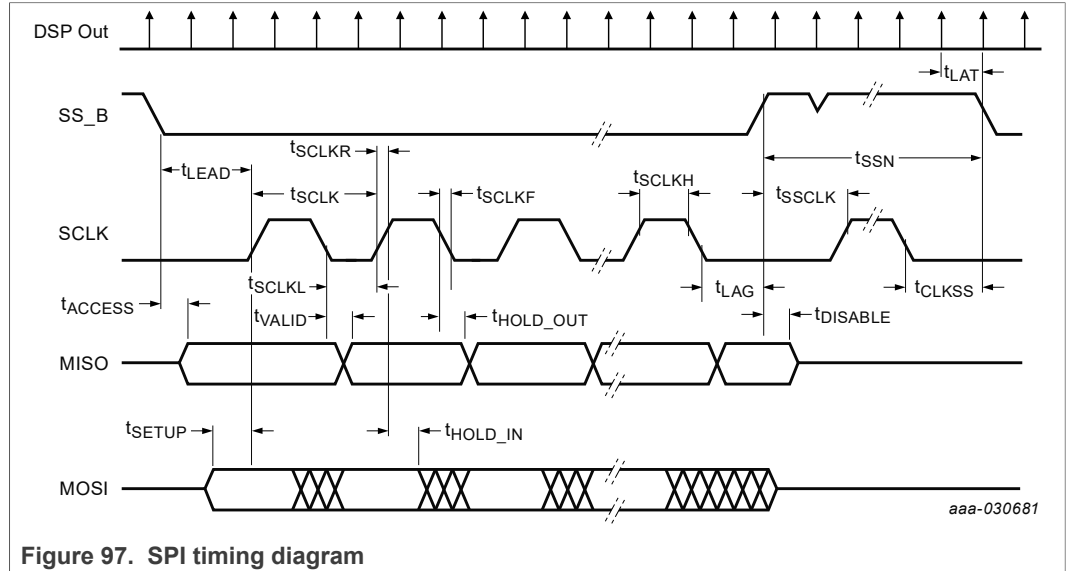 DSP Out
tLAT
SS_B
tSCLKR
tLEAD
tSSN
tSCLK
tSCLKF
tSCLKH
tSSCLK
SCLK
tSCLKL
tLAG
tCLKSS
tACCESS
tVALID
tHOLD_OUT
tDISABLE
MISO
tSETUP
tHOLD_IN
MOSI
aaa-030681
Figure 97. SPI timing diagram